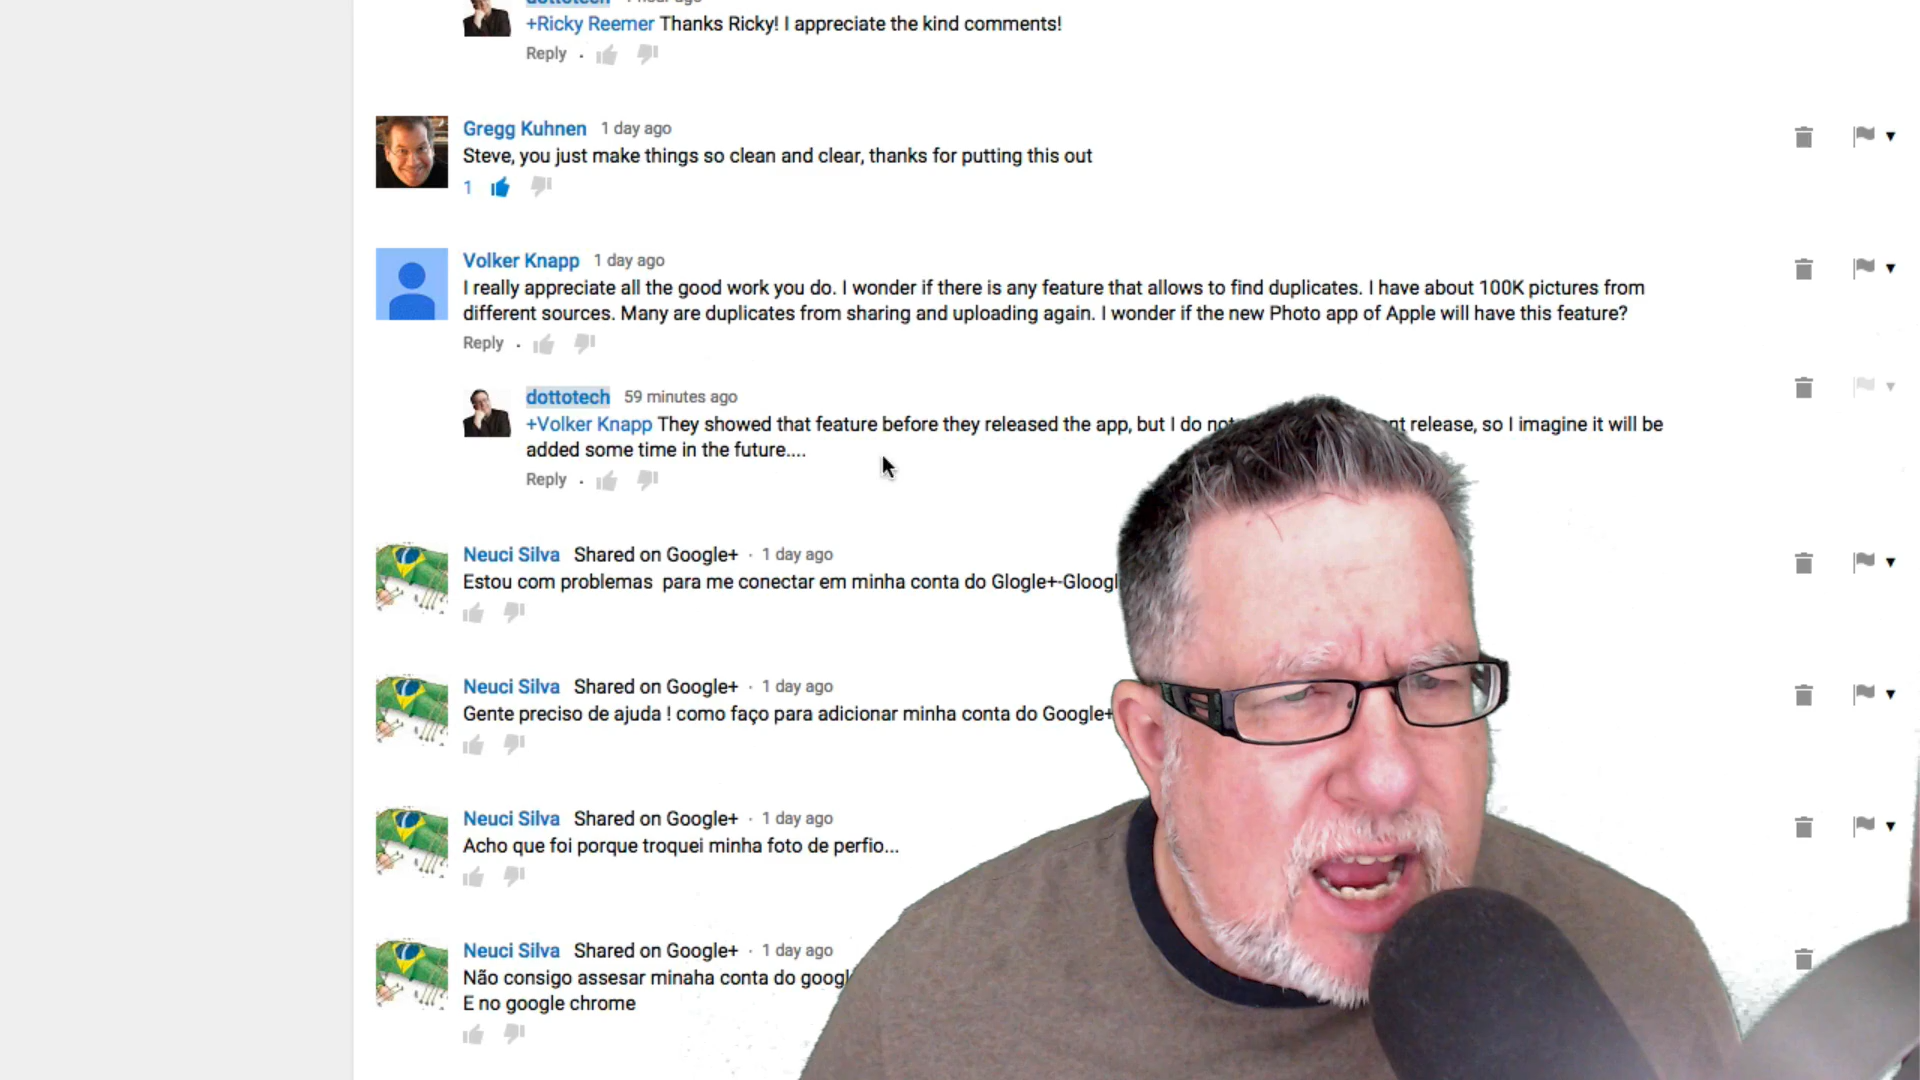 dottotech 1 hour ago
+Ricky Reemer Thanks Ricky! I appreciate the kind comments!
Reply .
Gregg Kuhnen 1 day ago
Steve, you just make things so clean and clear, thanks for putting this out
1
Volker Knapp 1 day ago
I really appreciate all the good work you do. I wonder if there is any feature that allows to find duplicates. I have about 100K pictures from
different sources. Many are duplicates from sharing and uploading again. I wonder if the new Photo app of Apple will have this feature?
Reply .
dottotech 59 minutes ago
+Volker Knapp They showed that feature before they released the app, but I do release, so I imagine it will be
added some time in the future....
Reply .
Neuci Silva Shared on Google+ · 1 day ago
Estou com problemas para me conectar em minha conta do Glogle+-Gloogl
Neuci Silva Shared on Google+ · 1 day ago
Gente preciso de ajuda ! como faço para adicionar minha conta do Google+
Neuci Silva Shared on Google+ · 1 day ago
Acho que foi porque troquei minha foto de perfio...
Neuci Silva Shared on Google+ · 1 day ago
Não consigo assesar minaha conta do googl
E no google chrome